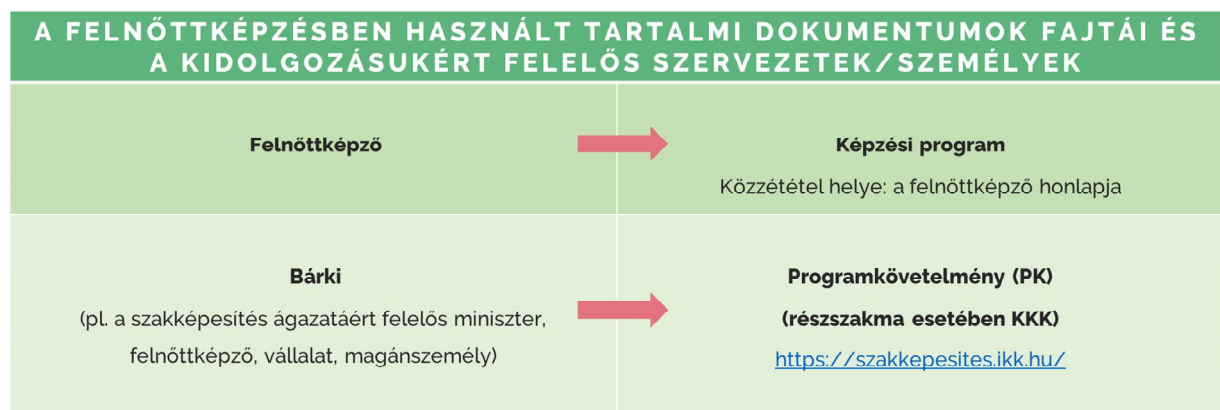 A FELNŐTTKÉPZÉSBEN HASZNÁLT TARTALMI DOKUMENTUMOK FAJTÁI ÉS
A KIDOLGOZÁSUKÉRT FELELŐS SZERVEZETEK/SZEMÉLYEK
Felnőttképző
Képzési program
Közzététel helye: a felnőttképző honlapja
Bárki
(pl. a szakképesítés ágazatáért felelős miniszter,
felnőttképző, vállalat, magánszemély)
Programkövetelmény (PK)
(részszakma esetében KKK)
https://szakkepesites.ikk.hu/